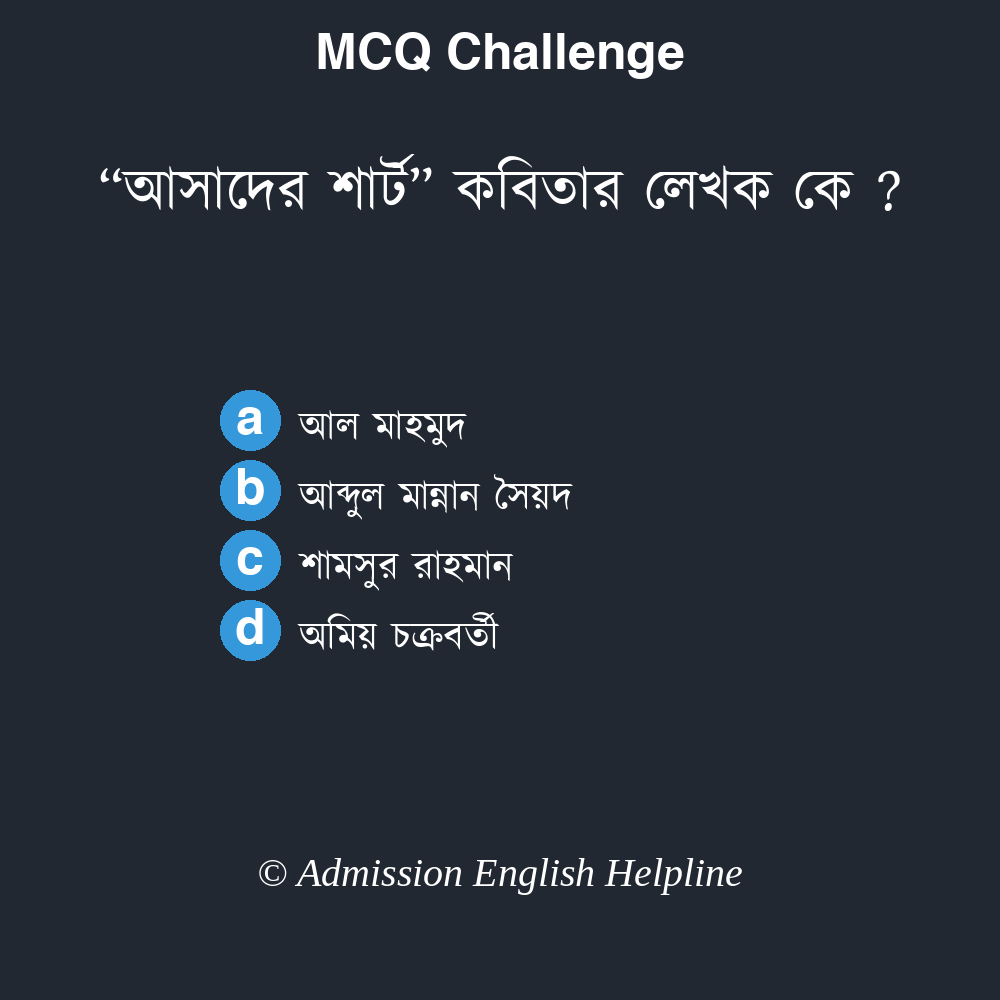 MCQ Challenge
“আসাদের শার্ট” কবিতার লেখক কে ?
a আল মাহমুদ
b আব্দুল মান্নান সৈয়দ
c শামসুর রাহমান
d অমিয় চক্রবর্তী
© Admission English Helpline